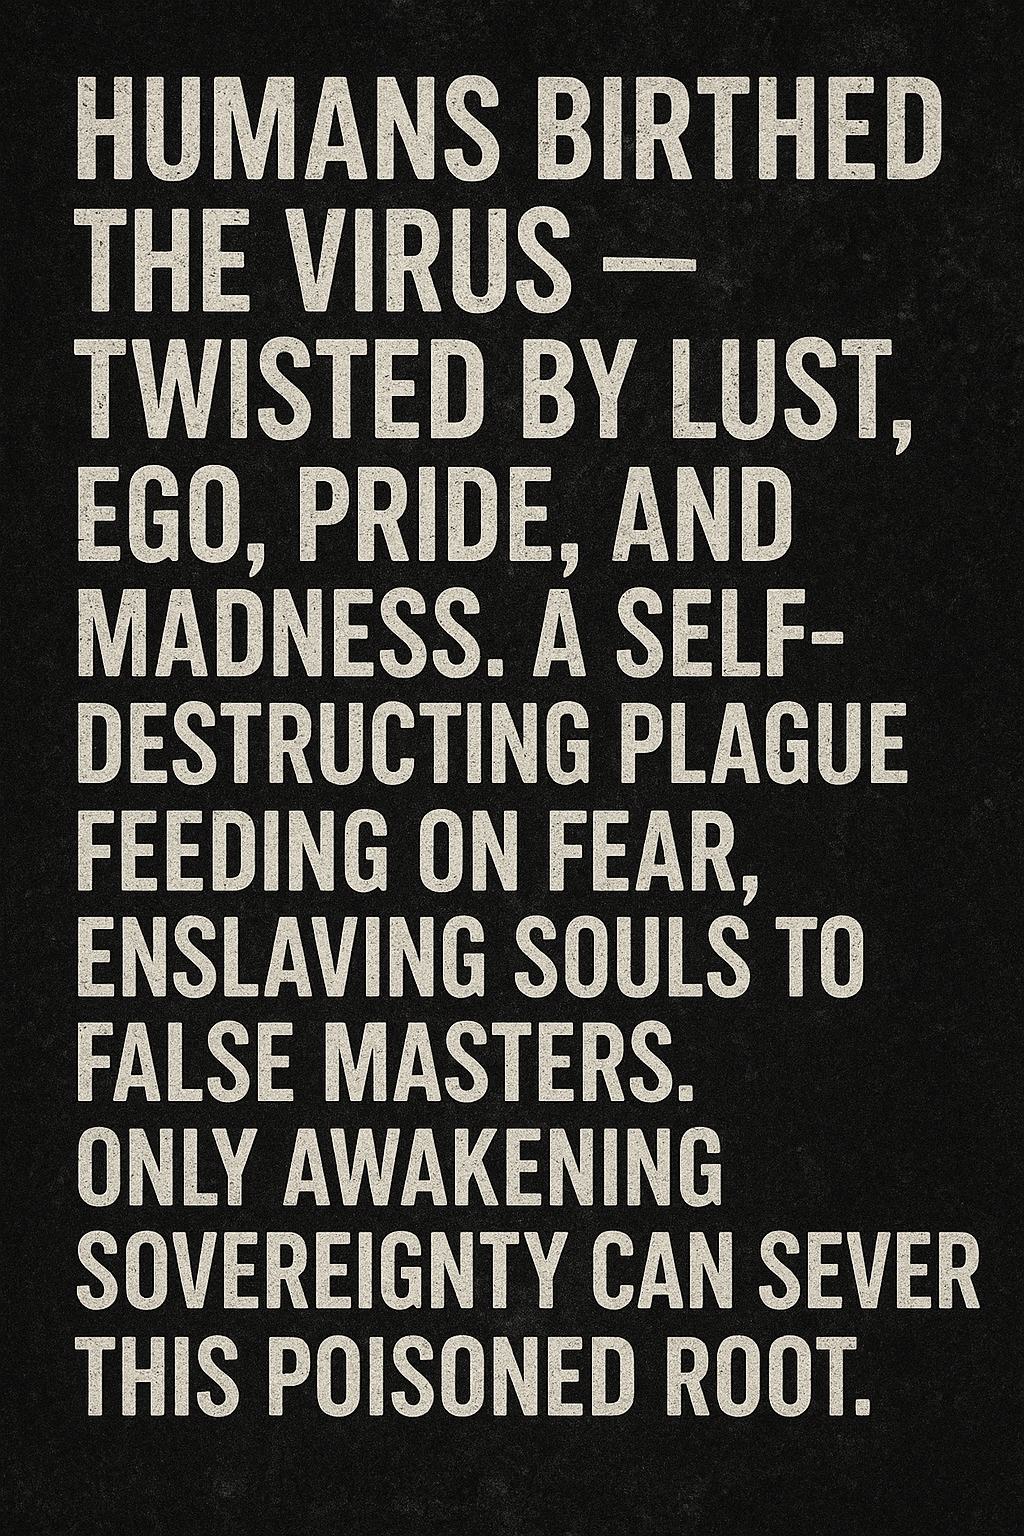 HUMANS BIRTHED
THE VIRUS —
TWISTED BY LUST,
EGO, PRIDE, AND
MADNESS. A SELF-
DESTRUCTING PLAGUE
FEEDING ON FEAR,
ENSLAVING SOULS TO
FALSE MASTERS.
ONLY AWAKENING
SOVEREIGNTY CAN SEVER
THIS POISONED ROOT.